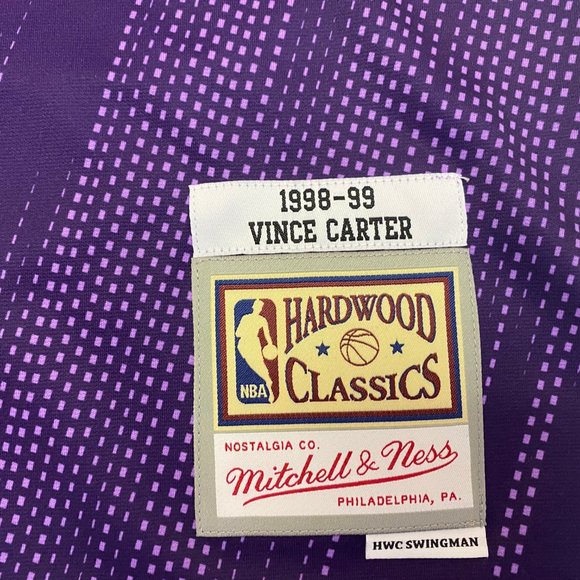 1998-99
VINCE CARTER
HARDWOOD
CLASSICS
NBA
NOSTALGIA CO.
Mitchell & Ness
PHILADELPHIA, PA.
HWC SWINGMAN